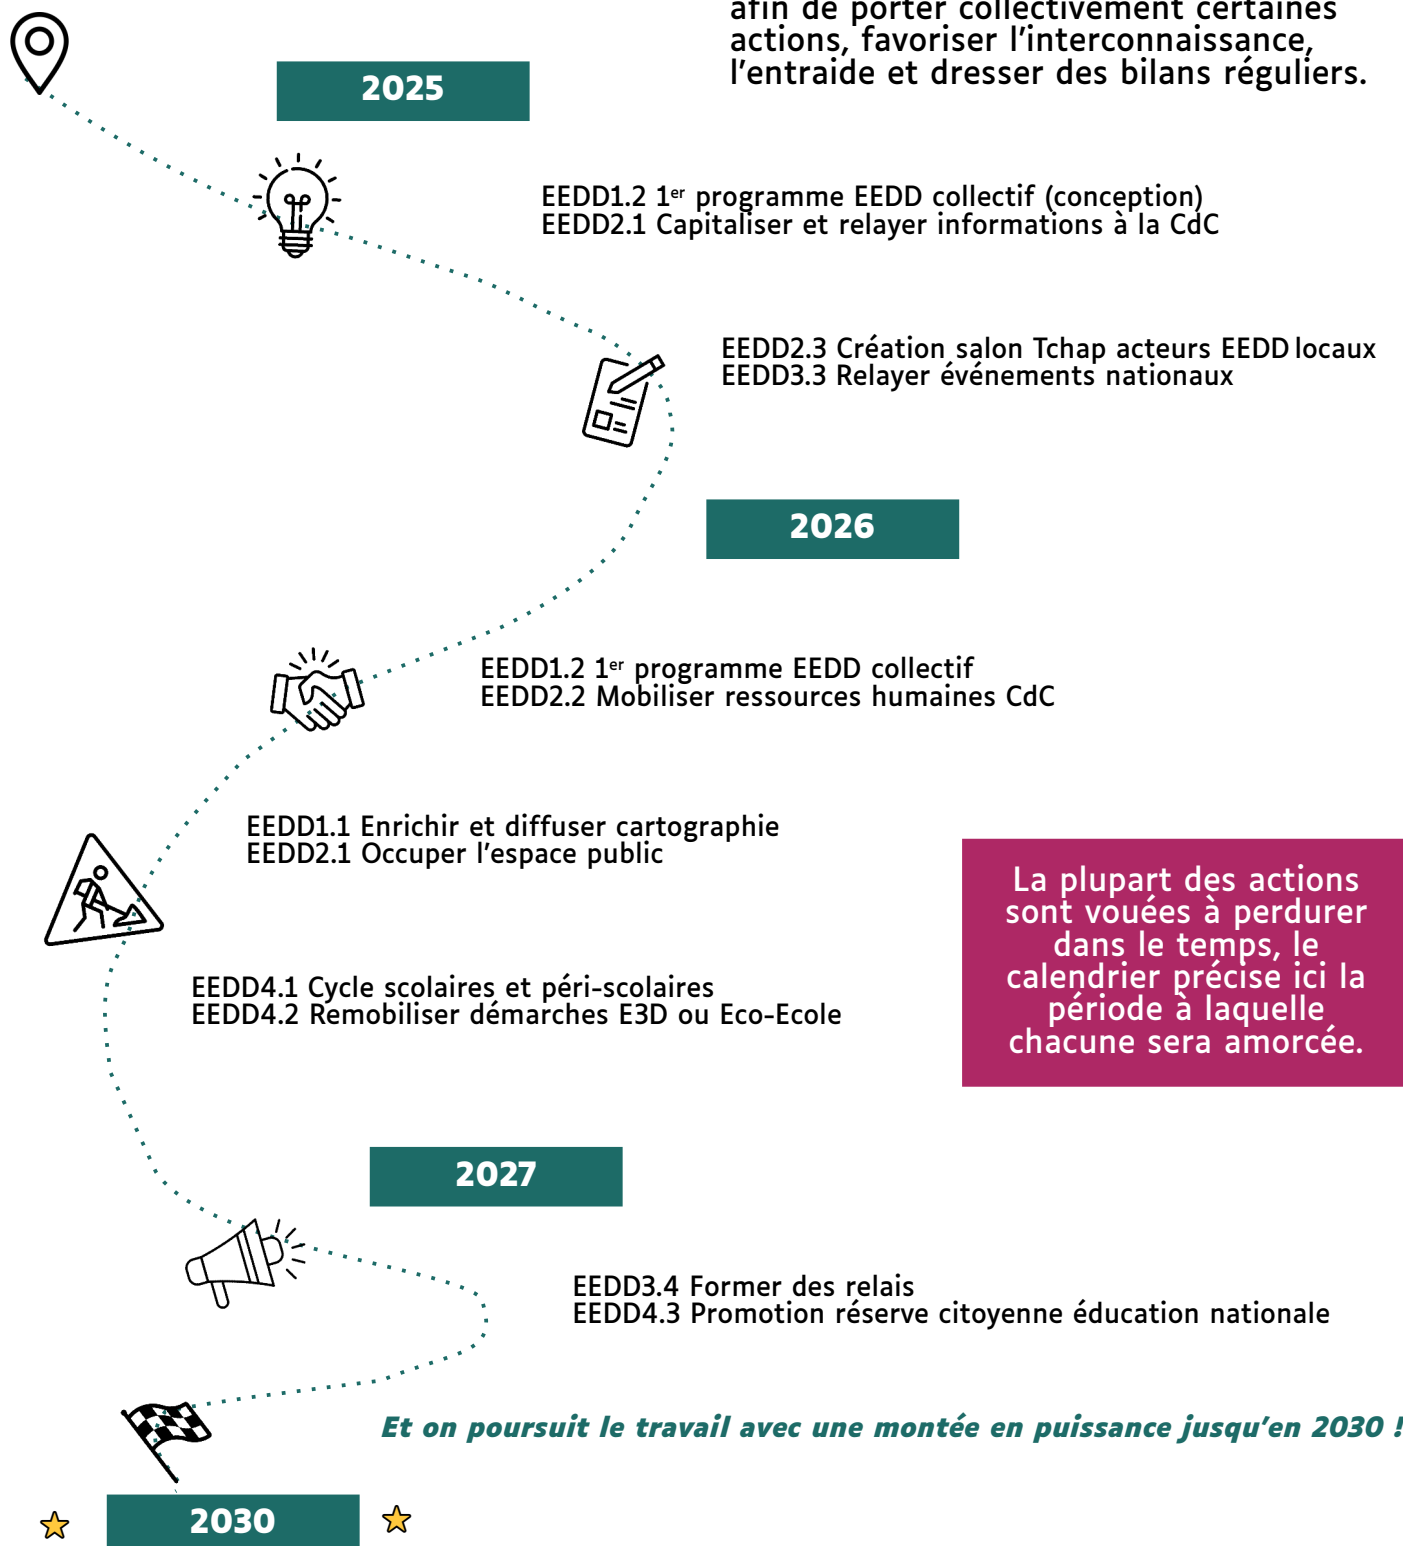 afin de porter collectivement certaines
actions, favoriser l'interconnaissance,
l'entraide et dresser des bilans réguliers.
2025
EEDD1.2 1er programme EEDD collectif (conception)
EEDD2.1 Capitaliser et relayer informations à la CdC
EEDD2.3 Création salon Tchap acteurs EEDD locaux
EEDD3.3 Relayer événements nationaux
2026
EEDD1.2 1er programme EEDD collectif
EEDD2.2 Mobiliser ressources humaines CdC
EEDD1.1 Enrichir et diffuser cartographie
EEDD2.1 Occuper l'espace public
La plupart des actions
sont vouées à perdurer
dans le temps, le
calendrier précise ici la
période à laquelle
chacune sera amorcée.
EEDD4.1 Cycle scolaires et péri-scolaires
EEDD4.2 Remobiliser démarches E3D ou Eco-Ecole
2027
EEDD3.4 Former des relais
EEDD4.3 Promotion réserve citoyenne éducation nationale
Et on poursuit le travail avec une montée en puissance jusqu'en 2030 !
2030